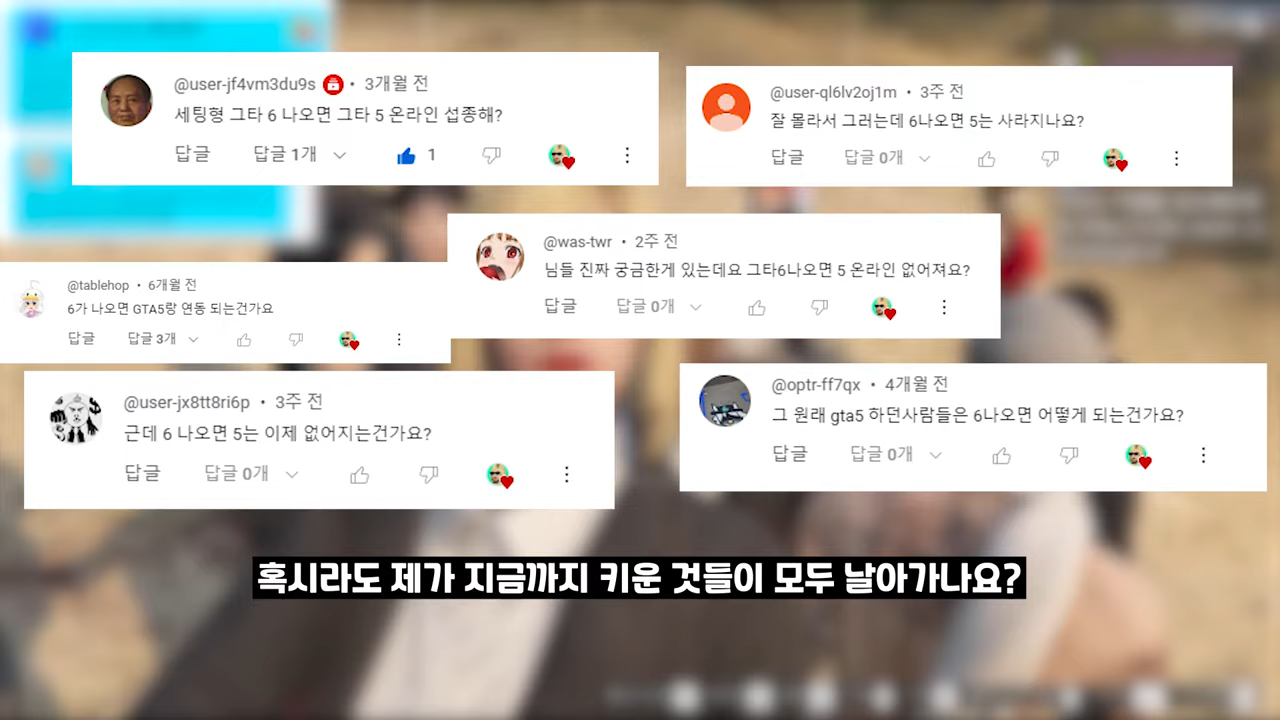 @user-jf4vm3du9s • 3개월 전
세팅형 그타 6 나오면 그타 5 온라인 섭종해?
답글 답글 1개 1
@user-ql6lv2oj1m • 3주 전
잘 몰라서 그러는데 6나오면 5는 사라지나요?
답글 답글 0개
@was-twr • 2주 전
님들 진짜 궁금한게 있는데요 그타6나오면 5 온라인 없어져요?
답글 답글 0개
@tablehop • 6개월 전
6가 나오면 GTA5랑 연동 되는건가요
답글 답글 3개
@user-jx8tt8ri6p • 3주 전
근데 6 나오면 5는 이제 없어지는건가요?
답글 답글 0개
@optr-ff7qx • 4개월 전
그 원래 gta5 하던사람들은 6나오면 어떻게 되는건가요?
답글 답글 0개
혹시라도 제가 지금까지 키운 것들이 모두 날아가나요?